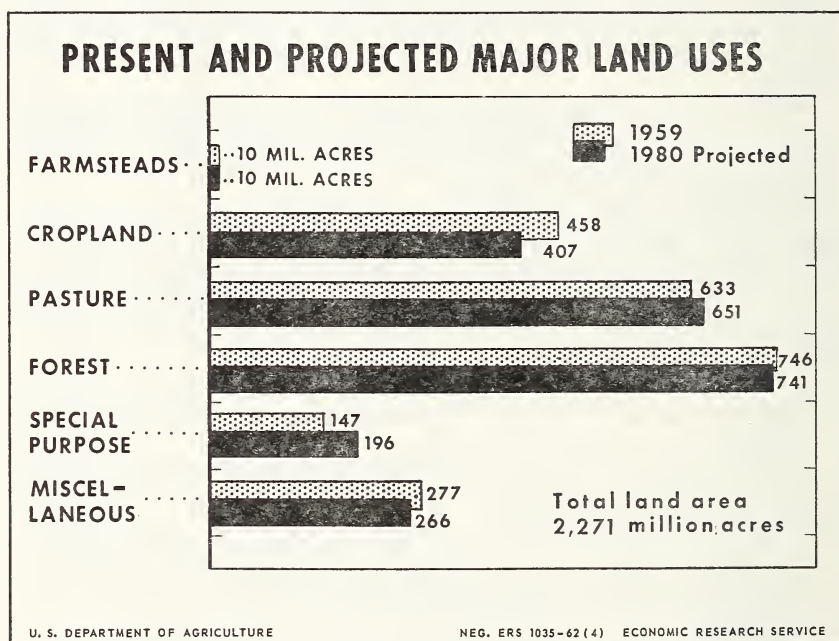 PRESENT AND PROJECTED MAJOR LAND USES
1959
1980 Projected
FARMSTEADS
10 MIL. ACRES
10 MIL. ACRES
CROPLAND
458
407
PASTURE
633
651
FOREST
746
741
SPECIAL
PURPOSE
147
196
MISCEL-
LANEOUS
277
266
Total land area
2,271 million acres
U. S. DEPARTMENT OF AGRICULTURE
NEG. ERS 1035-62 (4) ECONOMIC RESEARCH SERVICE